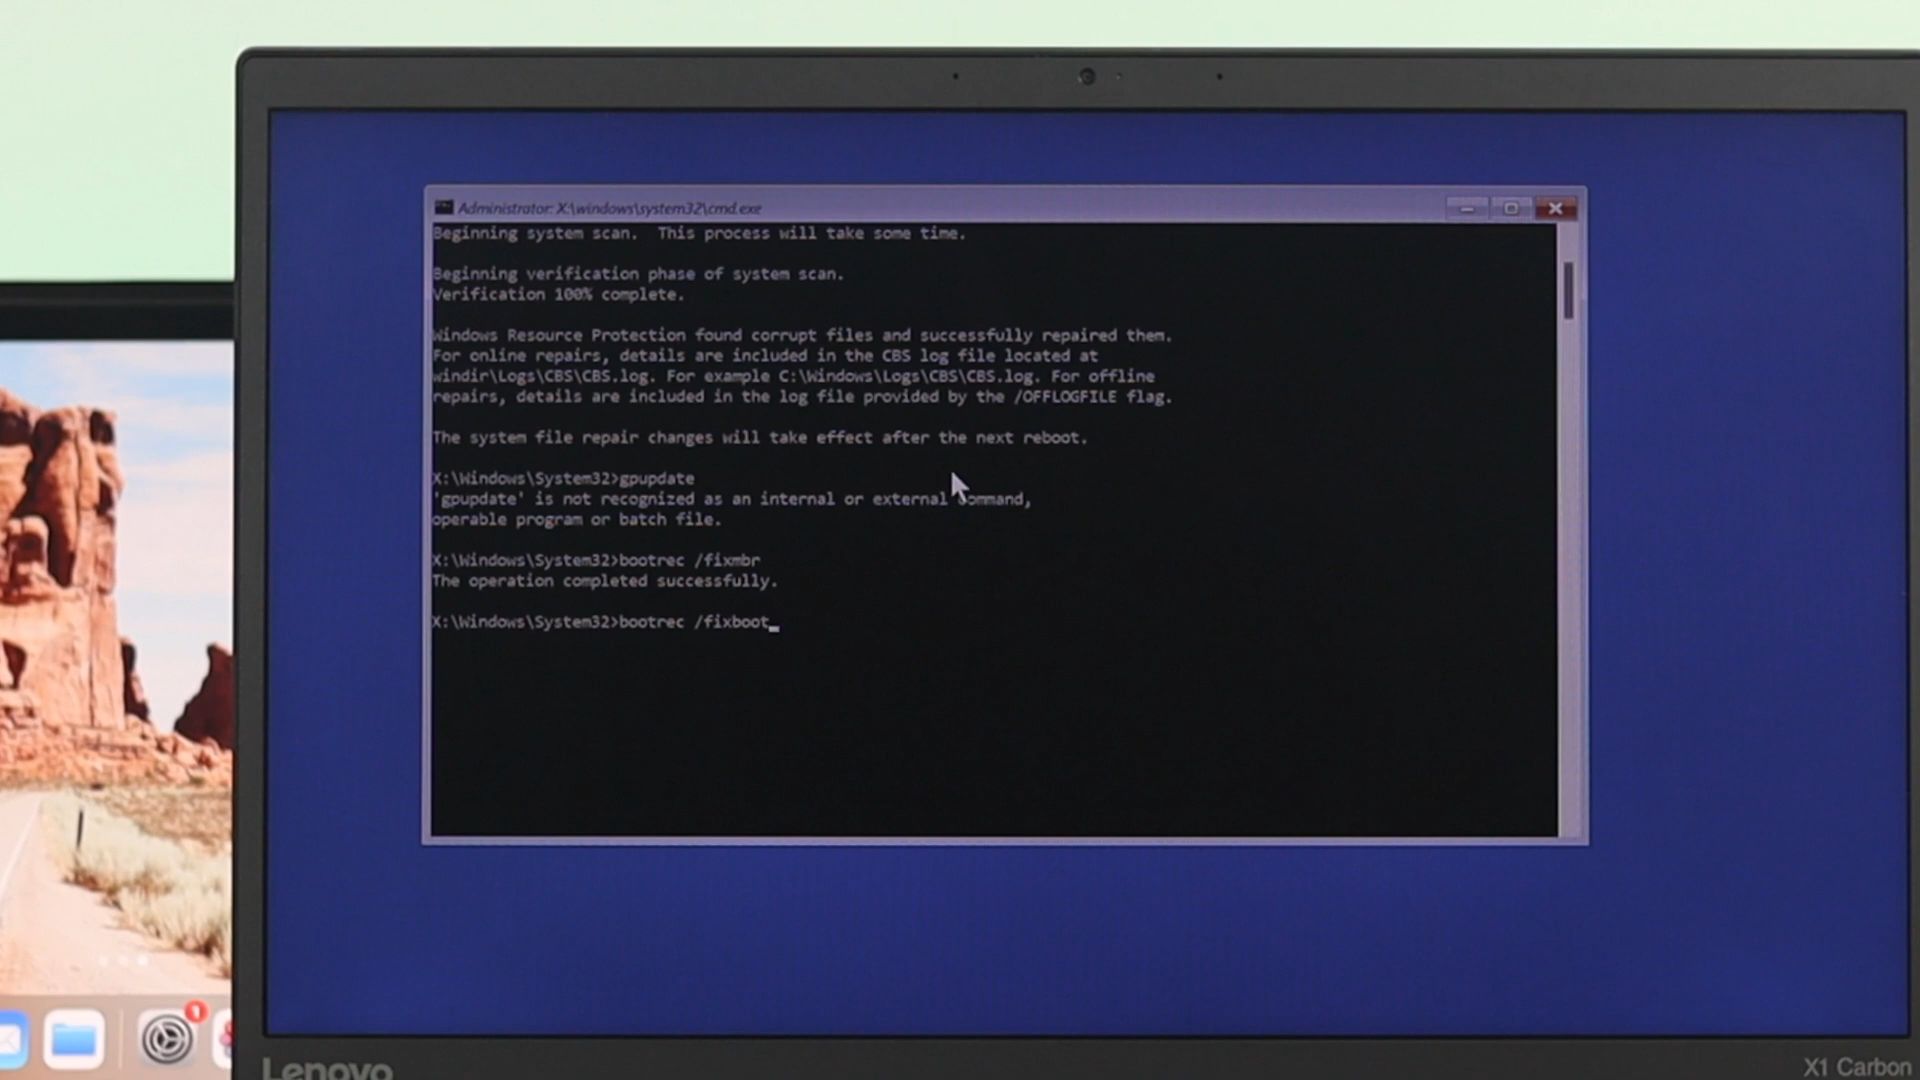 Administrator: X:\windows\system32\cmd.exe
Beginning system scan.  This process will take some time.
Beginning verification phase of system scan.
Verification 100% complete.
Windows Resource Protection found corrupt files and successfully repaired them.
For online repairs, details are included in the CBS log file located at
windir\Logs\CBS\CBS.log. For example C:\Windows\Logs\CBS\CBS.log. For offline
repairs, details are included in the log file provided by the /OFFLOGFILE flag.
The system file repair changes will take effect after the next reboot.
X:\Windows\System32>gpupdate
'gpupdate' is not recognized as an internal or external command,
operable program or batch file.
X:\Windows\System32>bootrec /fixmbr
The operation completed successfully.
X:\Windows\System32>bootrec /fixboot_
1
Lenovo
X1 Carbon